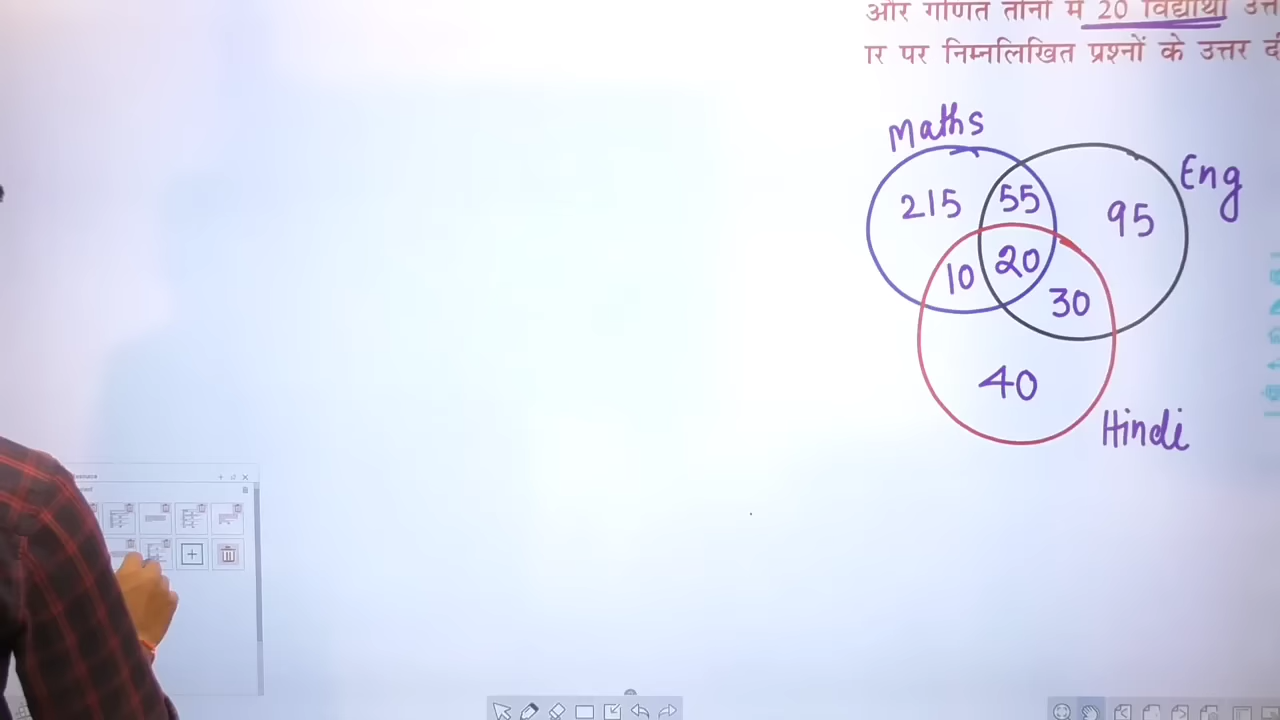 और गणित तीनों में 20 विद्यार्थी
पर निम्नलिखित प्रश्नों के उत्तर
Maths
Eng
215
55
95
10
20
30
40
Hindi